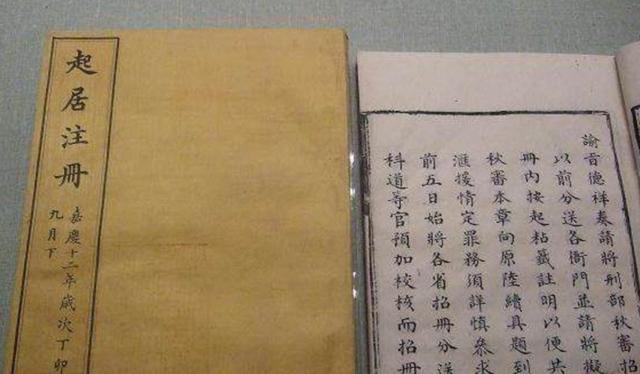 起居注冊
嘉慶十二年歲次丁卯
九月下
諭旨德祥奏請將刑部秋審招
以前分送各衙門並請將擬
冊内按起粘籤註明以便共
秋審本章向原陸續具題到
滙援情定罪務須詳慎叅求
前五日始將各省招冊分送
科道等官預加校核而招冊